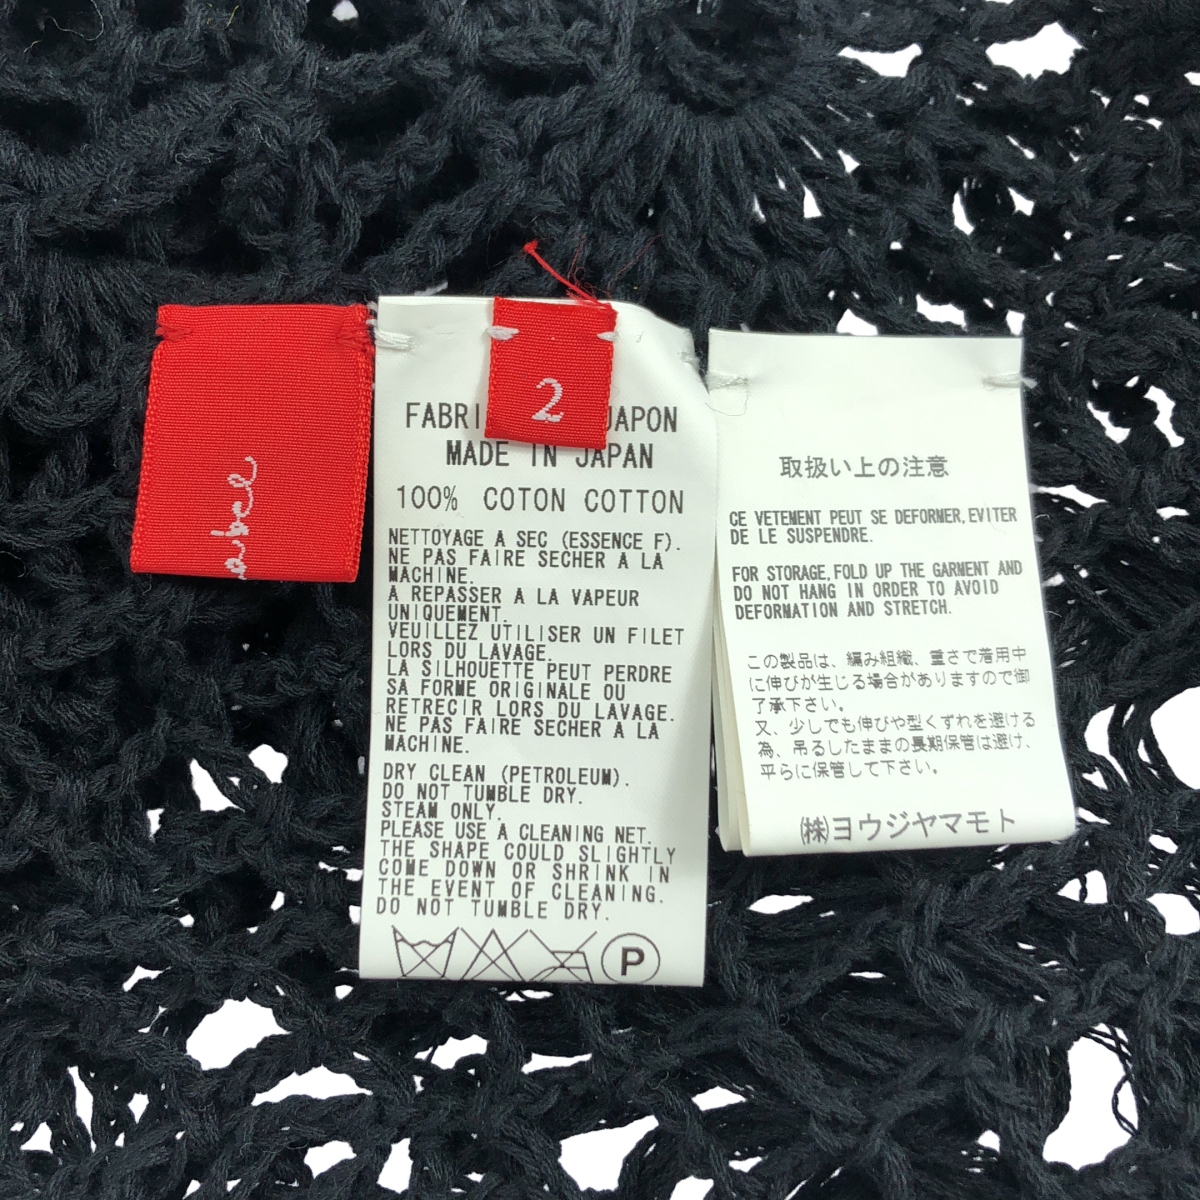 abel
2
FABRI JAPON
MADE IN JAPAN
100% COTON COTTON
NETTOYAGE A SEC (ESSENCE F).
NE PAS FAIRE SECHER A LA
MACHINE.
A REPASSER A LA VAPEUR
UNIQUEMENT.
VEUILLEZ UTILISER UN FILET
LORS DU LAVAGE.
LA SILHOUETTE PEUT PERDRE
SA FORME ORIGINALE OU
RETRECIR LORS DU LAVAGE.
NE PAS FAIRE SECHER A LA
MACHINE.
DRY CLEAN (PETROLEUM).
DO NOT TUMBLE DRY.
STEAM ONLY.
PLEASE USE A CLEANING NET.
THE SHAPE COULD SLIGHTLY
COME DOWN OR SHRINK IN
THE EVENT OF CLEANING.
DO NOT TUMBLE DRY.
P
取扱い上の注意
CE VETEMENT PEUT SE DEFORMER,EVITER
DE LE SUSPENDRE.
FOR STORAGE,FOLD UP THE GARMENT AND
DO NOT HANG IN ORDER TO AVOID
DEFORMATION AND STRETCH.
この製品は、編み組織、重さで着用中
に伸びが生じる場合がありますので御
了承下さい。
又、少しでも伸びや型くずれを避ける
為、吊るしたままの長期保管は避け、
平らに保管して下さい。
㈱ヨウジヤマモト